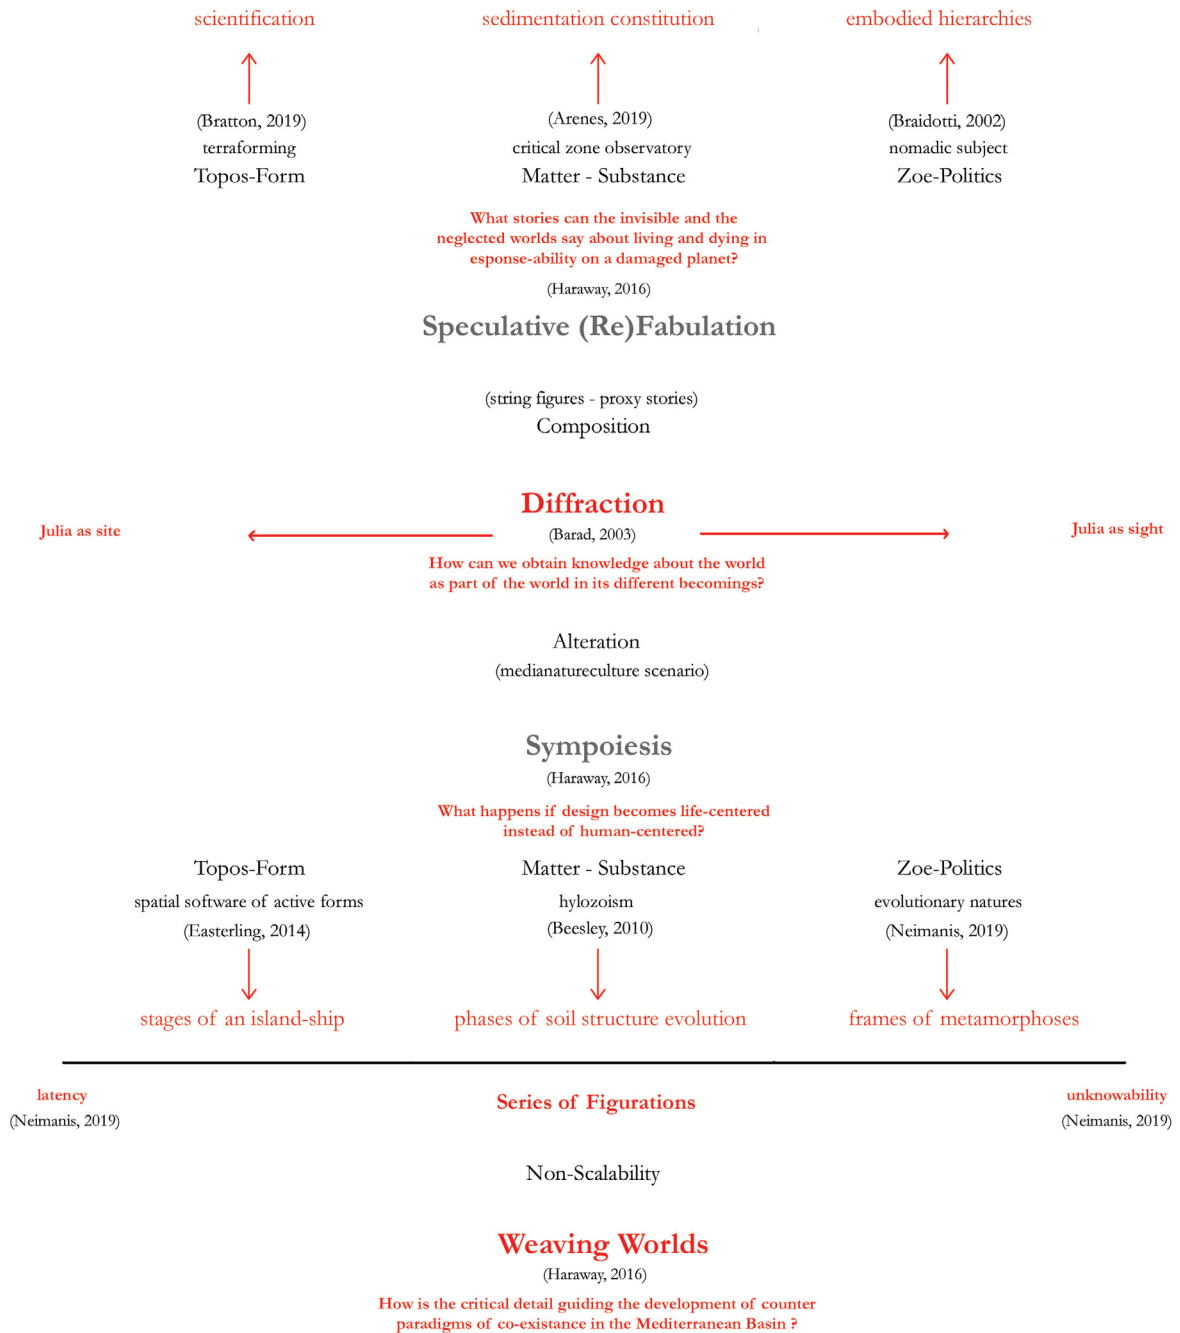 scientification
sedimentation constitution
embodied hierarchies
(Bratton, 2019)
(Arenes, 2019)
(Braidotti, 2002)
terraforming
critical zone observatory
nomadic subject
Topos-Form
Matter - Substance
Zoe-Politics
What stories can the invisible and the
neglected worlds say about living and dying in
esponse-ability on a damaged planet?
(Haraway, 2016)
Speculative (Re)Fabulation
(string figures - proxy stories)
Composition
Diffraction
Julia as site
(Barad, 2003)
Julia as sight
How can we obtain knowledge about the world
as part of the world in its different becomings?
Alteration
(medianatureculture scenario)
Sympoiesis
(Haraway, 2016)
What happens if design becomes life-centered
instead of human-centered?
Topos-Form
Matter - Substance
Zoe-Politics
spatial software of active forms
hylozoism
evolutionary natures
(Easterling, 2014)
(Beesley, 2010)
(Neimanis, 2019)
stages of an island-ship
phases of soil structure evolution
frames of metamorphoses
latency
Series of Figurations
unknowability
(Neimanis, 2019)
(Neimanis, 2019)
Non-Scalability
Weaving Worlds
(Haraway, 2016)
How is the critical detail guiding the development of counter
paradigms of co-existance in the Mediterranean Basin ?